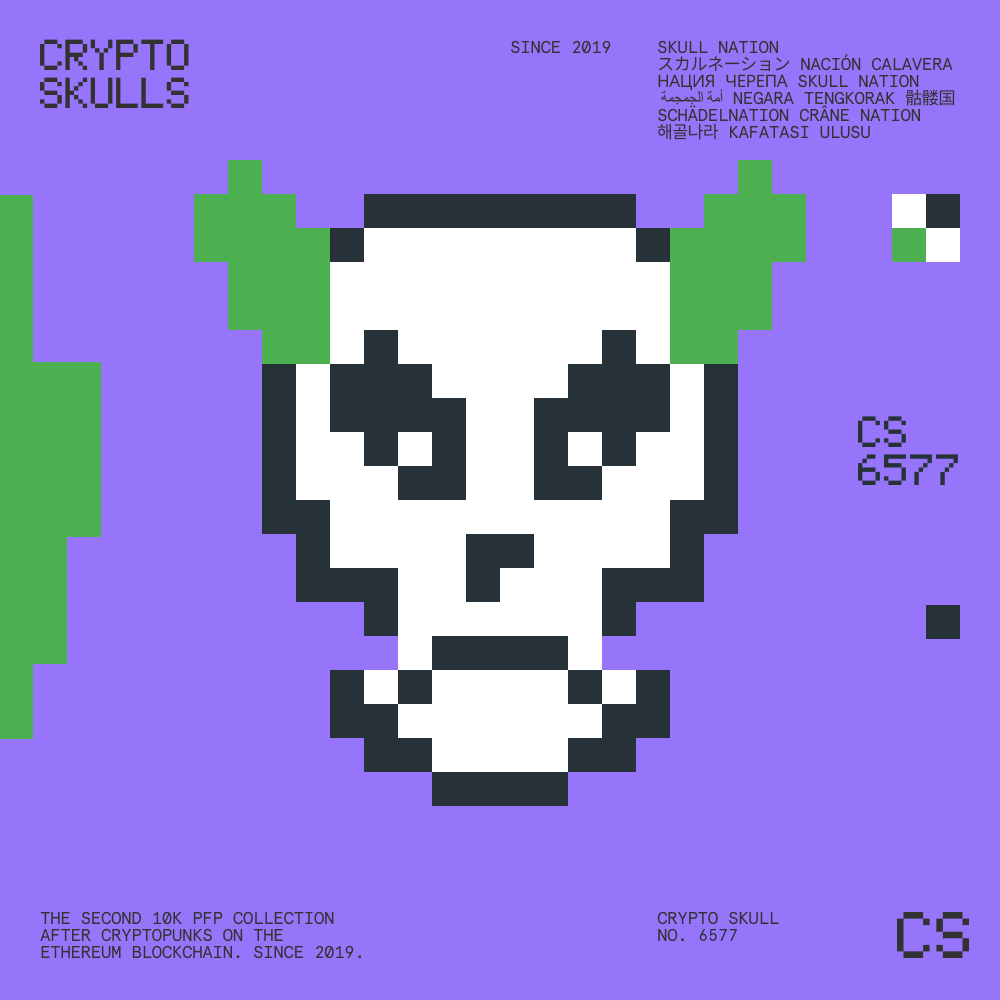 CRYPTO
SKULLS
SINCE 2019
SKULL NATION
スカルネーション NACIÓN CALAVERA
НАЦИЯ ЧЕРЕПА SKULL NATION
أمة الجمجمة NEGARA TENGKORAK 骷髅国
SCHÄDELNATION CRÂNE NATION
해골나라 KAFATASI ULUSU
CS
6577
THE SECOND 10K PFP COLLECTION
AFTER CRYPTOPUNKS ON THE
ETHEREUM BLOCKCHAIN. SINCE 2019.
CRYPTO SKULL
NO. 6577
CS